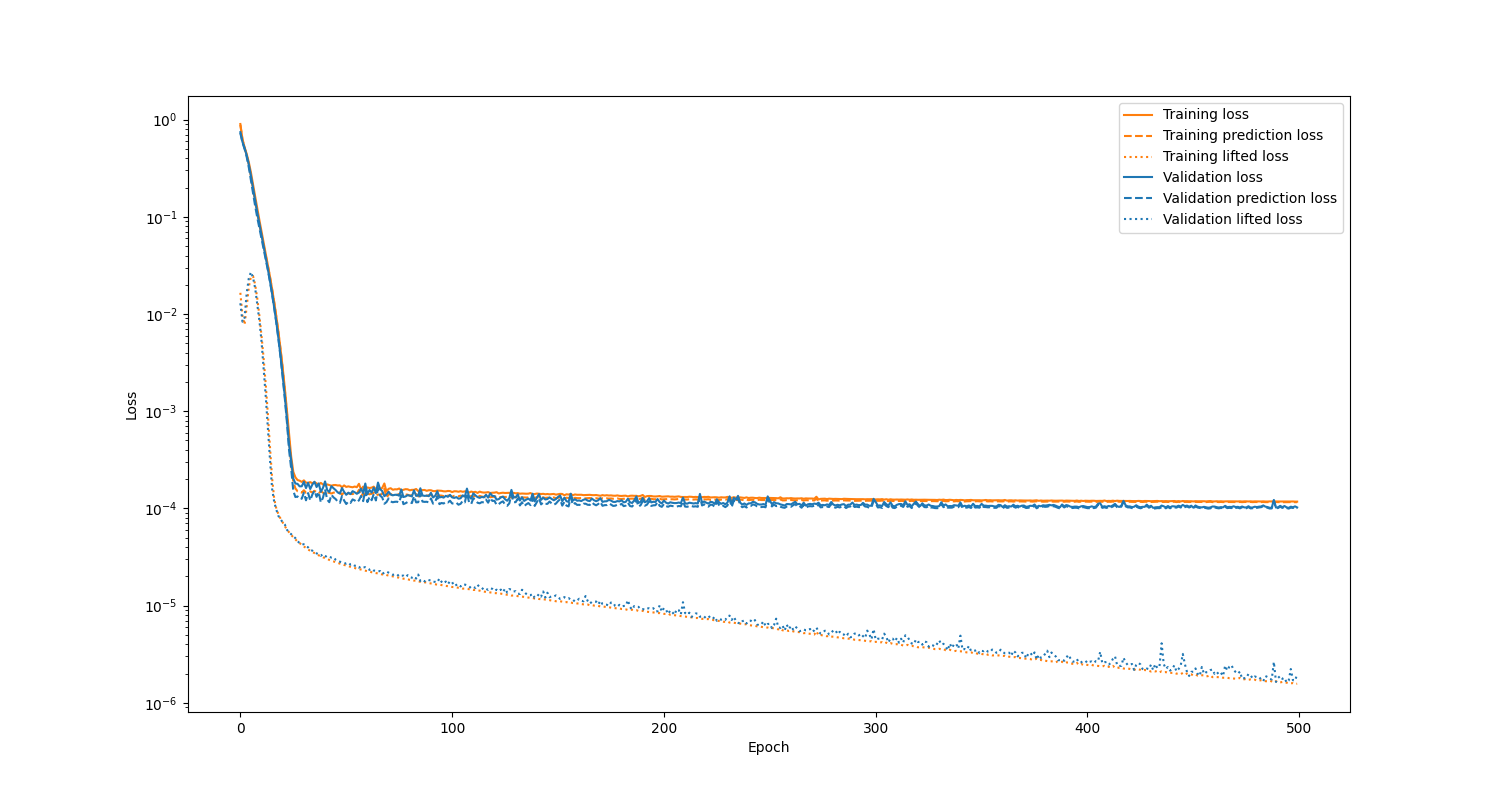 10⁰
10⁻¹
10⁻²
10⁻³
10⁻⁴
10⁻⁵
10⁻⁶
Loss
0 100 200 300 400 500
Epoch
Training loss
Training prediction loss
Training lifted loss
Validation loss
Validation prediction loss
Validation lifted loss